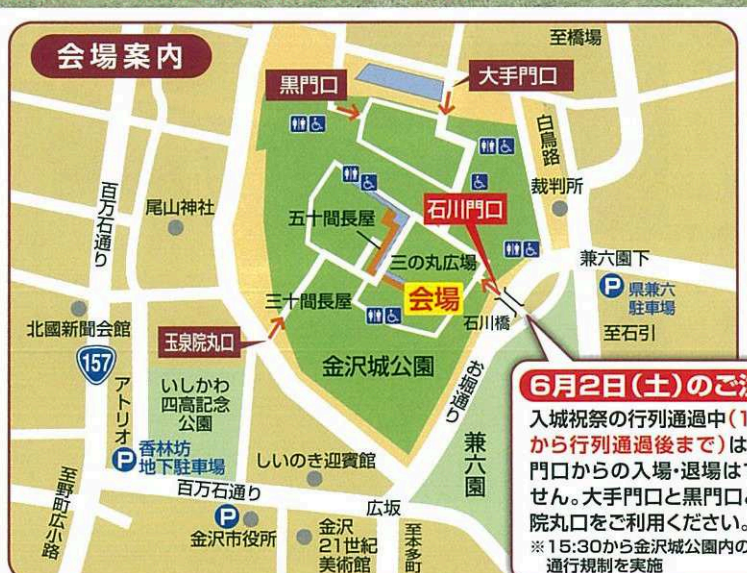 会場案内
至橋場
黒門口
大手門口
白鳥路
裁判所
百万石通り
尾山神社
五十間長屋
石川門口
三の丸広場
兼六園下
P 県兼六
駐車場
三十間長屋
会場
石川橋
至石引
北國新聞会館
玉泉院丸口
157
金沢城公園
お堀通り
アトリオ
いしかわ
四高記念
公園
P 香林坊
地下駐車場
しいのき迎賓館
兼六園
至野町広小路
百万石通り
広坂
P
金沢市役所
金沢
21世紀
美術館
至本多町
6月2日(土)のご
入城祝祭の行列通過中(1
から行列通過後まで)は
門口からの入場・退場は
せん。大手門口と黒門口
院丸口をご利用ください。
※15:30から金沢城公園内の
通行規制を実施